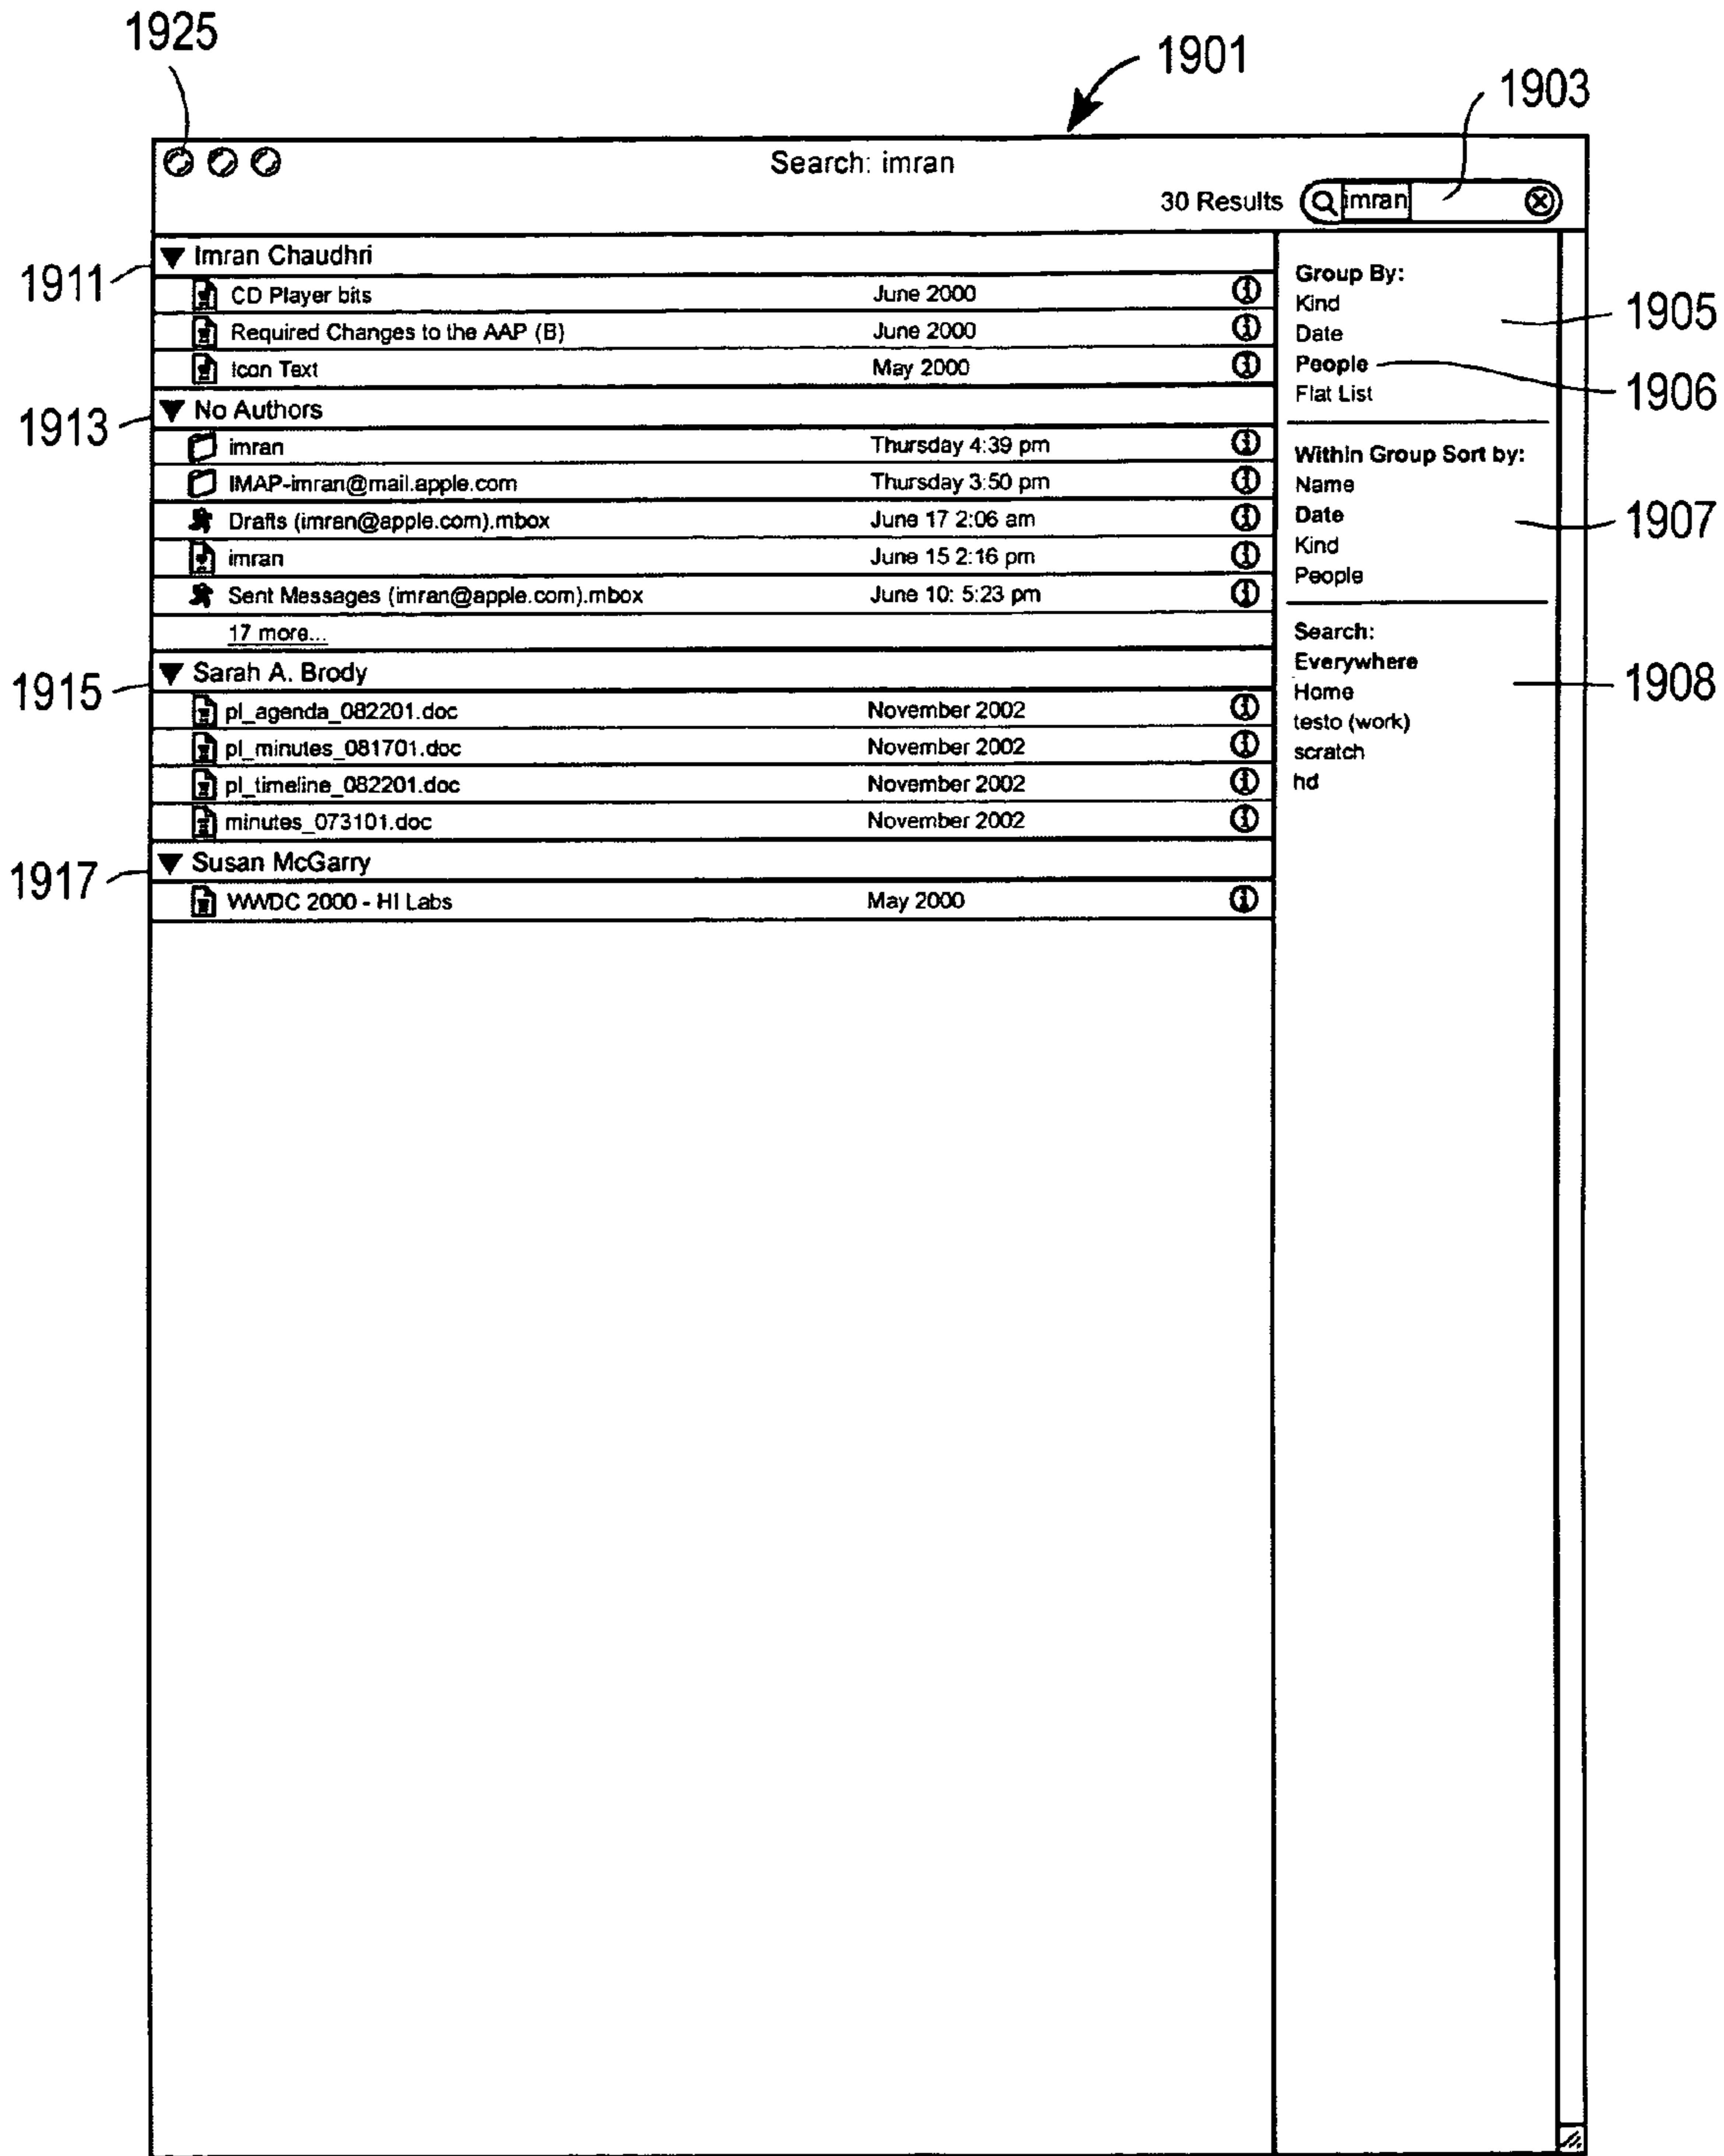 1925
1901
1903
Search: imran
30 Results imran
1911
▼ Imran Chaudhri
CD Player bits June 2000
Required Changes to the AAP (B) June 2000
Icon Text May 2000
1913
▼ No Authors
imran Thursday 4:39 pm
IMAP-imran@mail.apple.com Thursday 3:50 pm
Drafts (imran@apple.com).mbox June 17 2:06 am
imran June 15 2:16 pm
Sent Messages (imran@apple.com).mbox June 10: 5:23 pm
17 more...
1915
▼ Sarah A. Brody
pl_agenda_082201.doc November 2002
pl_minutes_081701.doc November 2002
pl_timeline_082201.doc November 2002
minutes_073101.doc November 2002
1917
▼ Susan McGarry
WWDC 2000 - HI Labs May 2000
Group By:
Kind
Date
People
Flat List
1905
1906
Within Group Sort by:
Name
Date
Kind
People
1907
Search:
Everywhere
Home
testo (work)
scratch
hd
1908